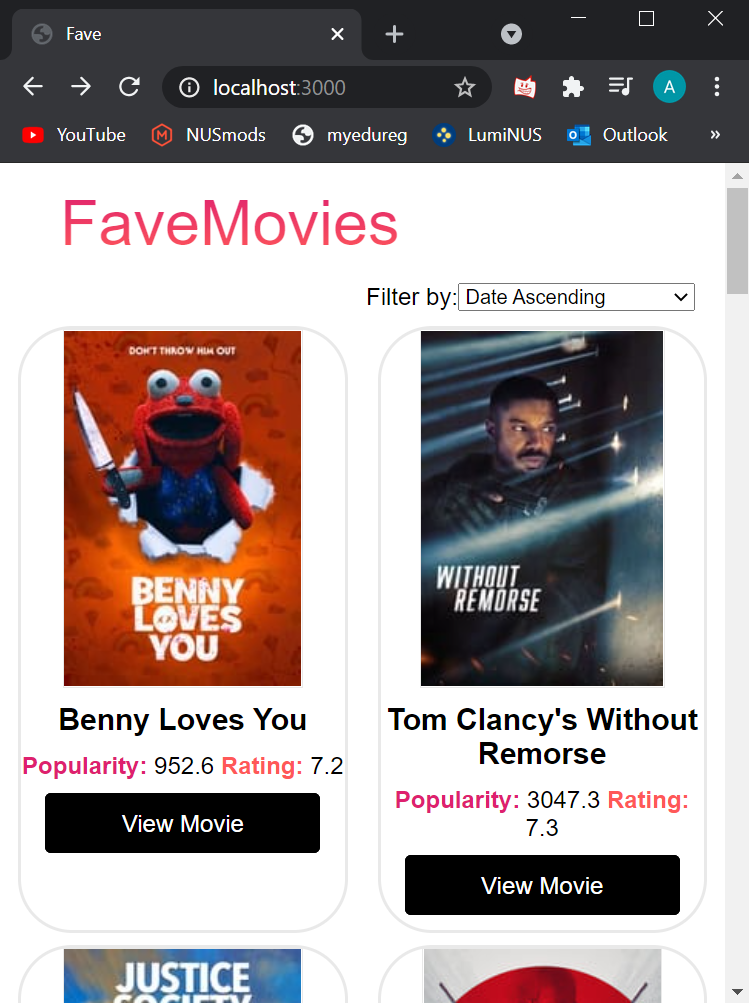 Fave
localhost:3000
A
YouTube
NUSmods
myedureg
LumiNUS
Outlook
»
FaveMovies
Filter by: Date Ascending
DON'T THROW HIM OUT
BENNY
LOVES
YOU
WITHOUT
REMORSE
Benny Loves You
Popularity: 952.6 Rating: 7.2
View Movie
Tom Clancy's Without
Remorse
Popularity: 3047.3 Rating:
7.3
View Movie
JUSTICE
SOCIETY